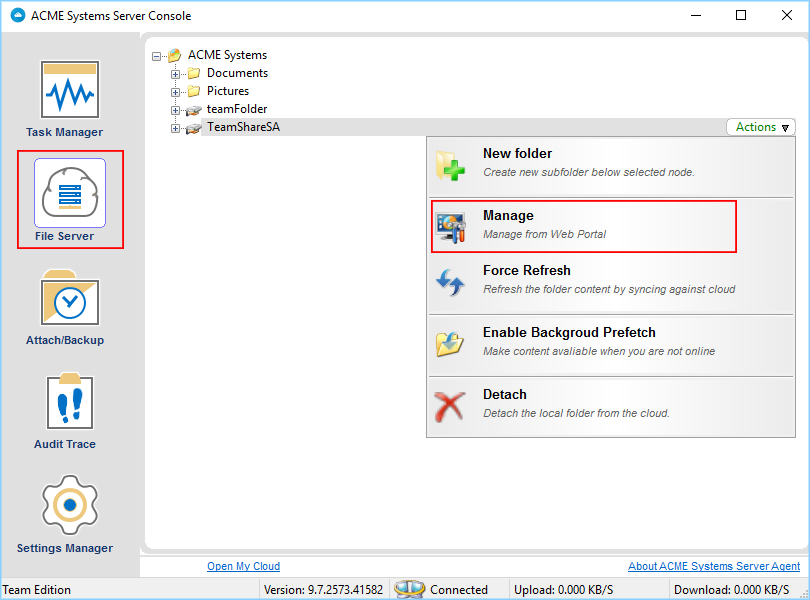 ACME Systems Server Console
Task Manager
File Server
Attach/Backup
Audit Trace
Settings Manager
ACME Systems
Documents
Pictures
teamFolder
TeamShareSA
Actions
New folder
Create new subfolder below selected node.
Manage
Manage from Web Portal
Force Refresh
Refresh the folder content by syncing against cloud
Enable Backgroud Prefetch
Make content avaliable when you are not online
Detach
Detach the local folder from the cloud.
Open My Cloud
About ACME Systems Server Agent
Team Edition
Version: 9.7.2573.41582
Connected
Upload: 0.000 KB/S
Download: 0.000 KB/S